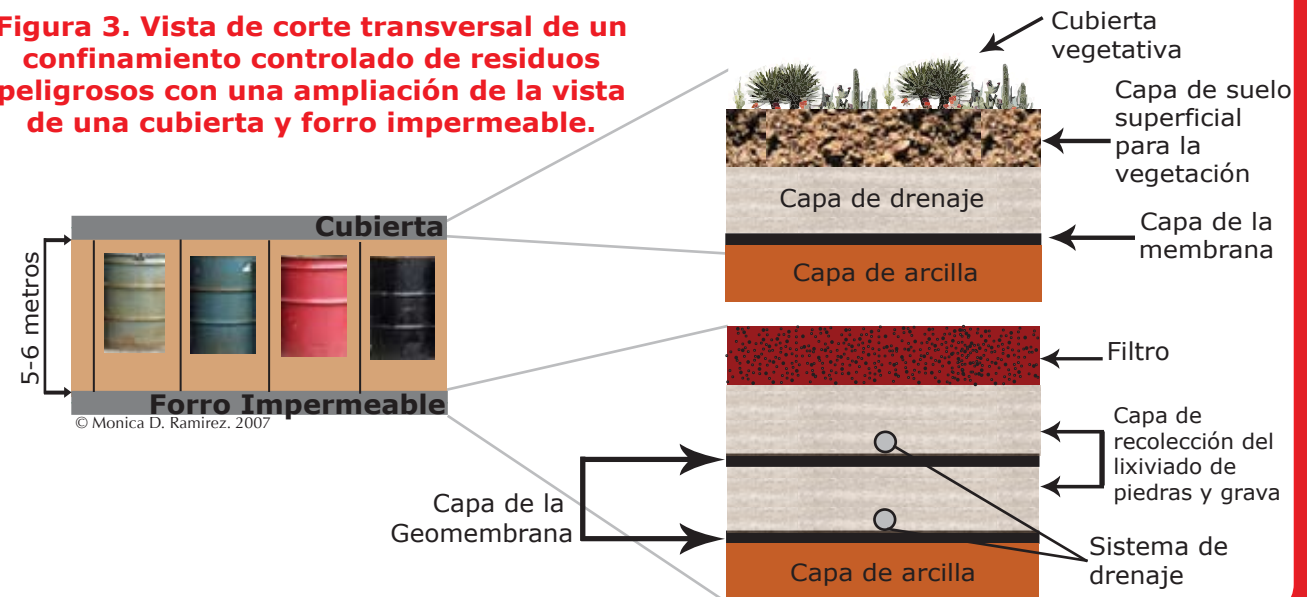 Figura 3. Vista de corte transversal de un
confinamiento controlado de residuos
peligrosos con una ampliación de la vista
de una cubierta y forro impermeable.
Cubierta
5-6 metros
Forro Impermeable
© Monica D. Ramirez. 2007
Cubierta
vegetativa
Capa de suelo
superficial
para la
vegetación
Capa de drenaje
Capa de la
membrana
Capa de arcilla
Filtro
Capa de
recolección del
lixiviado de
piedras y grava
Capa de la
Geomembrana
Sistema de
drenaje
Capa de arcilla